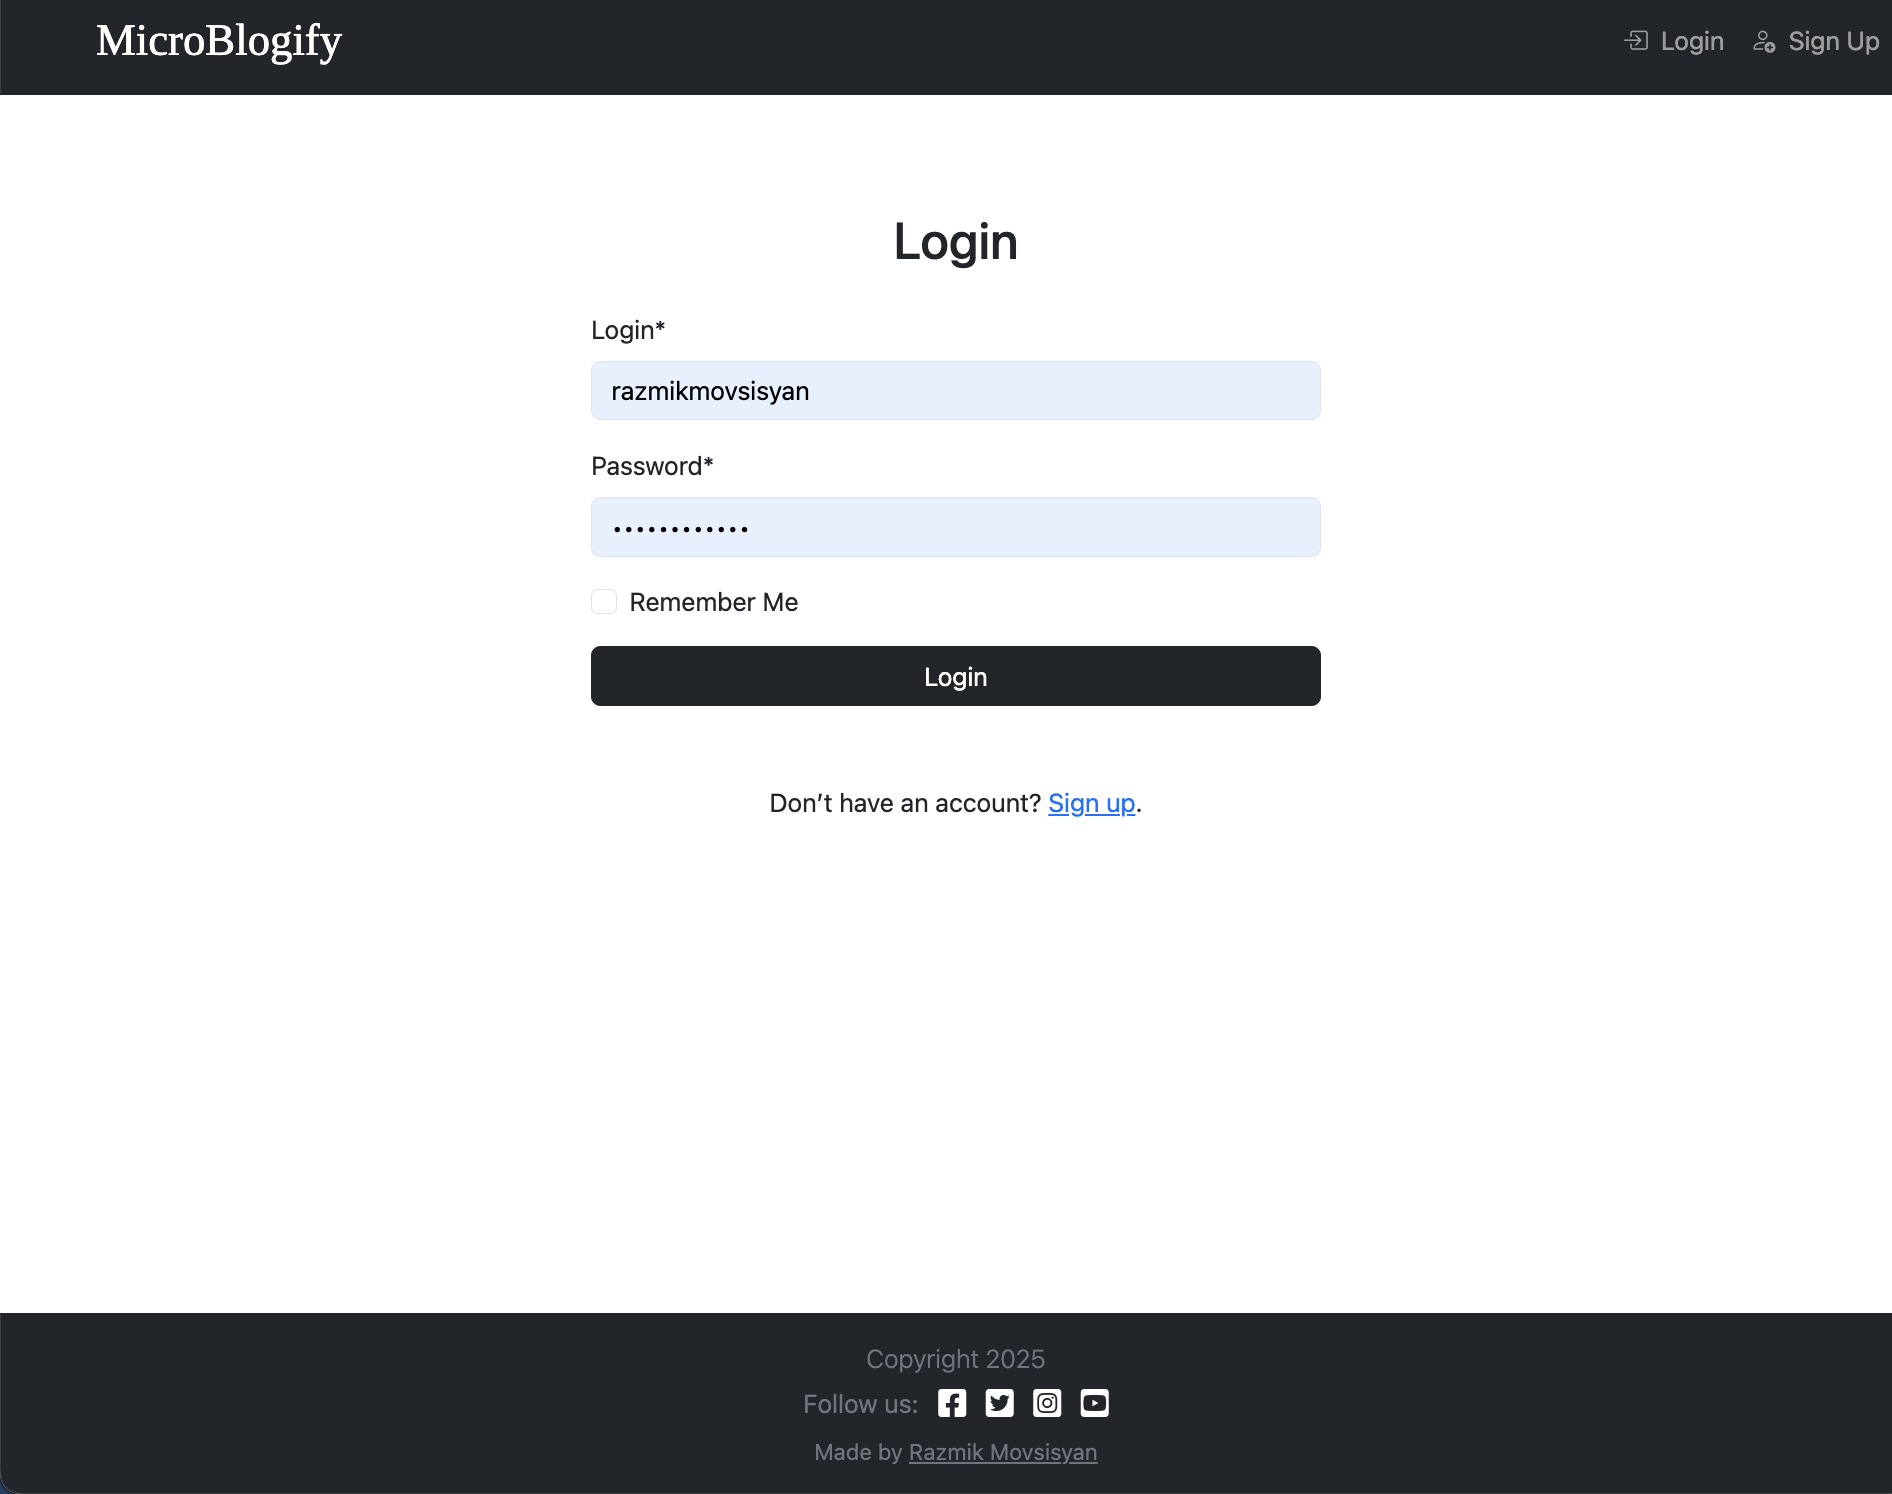 MicroBlogify
Login
Sign Up
Login
Login*
razmikmovsisyan
Password*
••••••••••••
Remember Me
Login
Don’t have an account? Sign up.
Copyright 2025
Follow us:
Made by Razmik Movsisyan